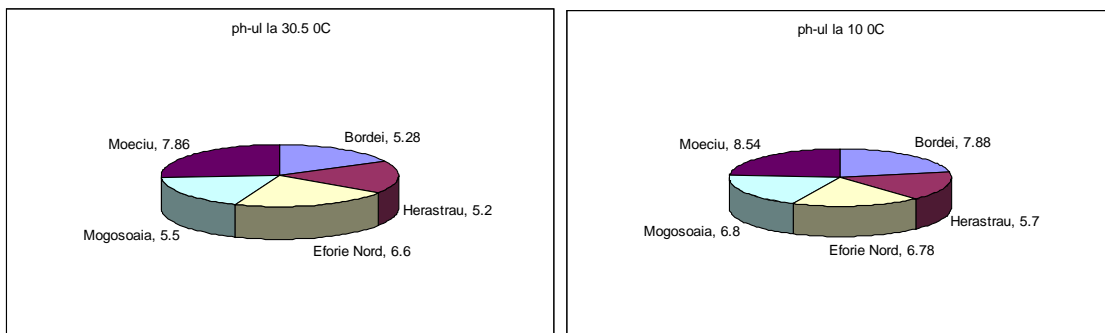 ph-ul la 30.5 0C
Moeciu, 7.86
Bordei, 5.28
Herastrau, 5.2
Mogosoaia, 5.5
Eforie Nord, 6.6
ph-ul la 10 0C
Moeciu, 8.54
Bordei, 7.88
Herastrau, 5.7
Mogosoaia, 6.8
Eforie Nord, 6.78